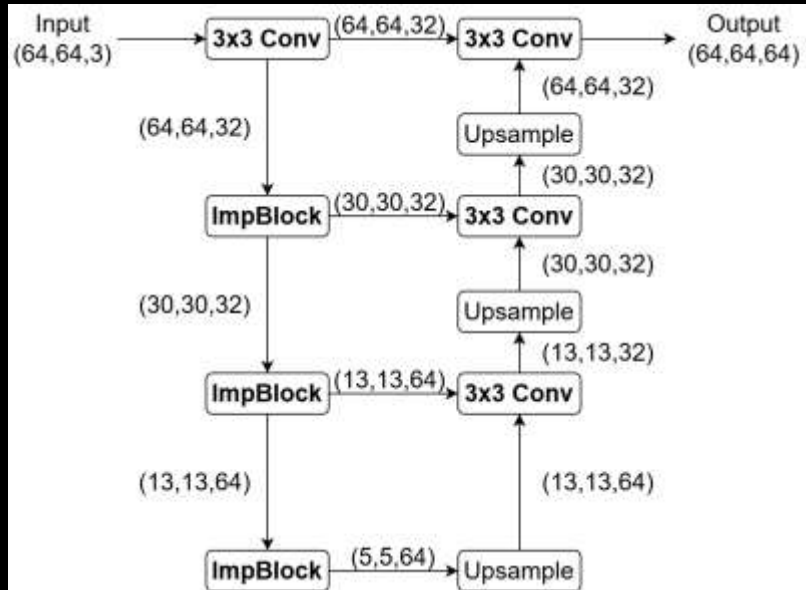 Input
(64,64,3)
3x3 Conv
(64,64,32)
3x3 Conv
Output
(64,64,64)
(64,64,32)
(64,64,32)
Upsample
(30,30,32)
ImpBlock
(30,30,32)
3x3 Conv
(30,30,32)
(30,30,32)
Upsample
(13,13,32)
ImpBlock
(13,13,64)
3x3 Conv
(13,13,64)
(13,13,64)
ImpBlock
(5,5,64)
Upsample